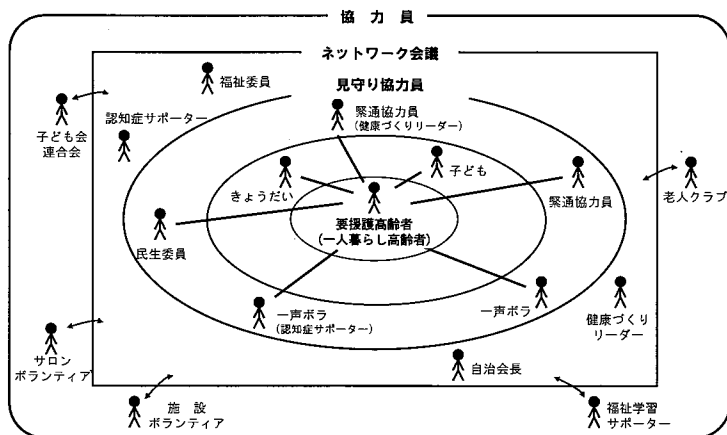 協力員
ネットワーク会議
福祉委員
見守り協力員
子ども会
連合会
認知症サポーター
緊通協力員
(健康づくりリーダー)
きょうだい
子ども
緊通協力員
老人クラブ
民生委員
要援護高齢者
(一人暮らし高齢者)
一声ボラ
(認知症サポーター)
一声ボラ
健康づくり
リーダー
サロン
ボランティア
自治会長
施設
ボランティア
福祉学習
サポーター